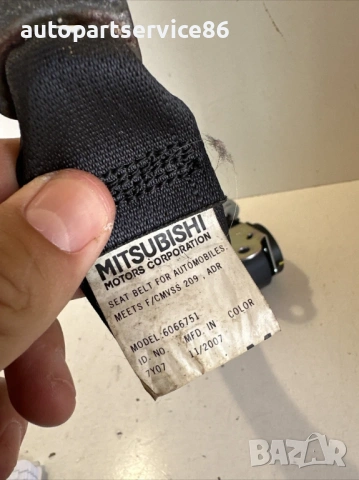 autopartservice86
MITSUBISHI
MOTORS CORPORATION
SEAT BELT FOR AUTOMOBILES.
MEETS F/CMVSS 209 , ADR
MODEL:6066751
ID NO. MFD. IN COLOR
7Y07 11/2007
BAZAR
.bg